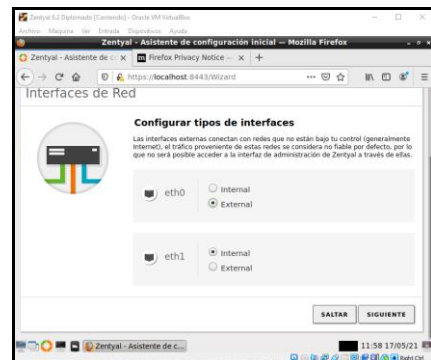 Zentyal 6.2 Diplomado [Corriendo] - Oracle VM VirtualBox
Archivo Máquina Ver Entrada Dispositivos Ayuda
Zentyal - Asistente de configuración inicial — Mozilla Firefox
Zentyal - Asistente de c
Firefox Privacy Notice —
https://localhost:8443/Wizard
Interfaces de Red
Configurar tipos de interfaces
Las interfaces externas conectan con redes que no están bajo tu control (generalmente
Internet), el tráfico proveniente de estas redes se considera no fiable por defecto, por lo
que no será posible acceder a la interfaz de administración de Zentyal a través de ellas.
eth0
Internal
External
eth1
Internal
External
SALTAR SIGUIENTE
Zentyal - Asistente de c...
11:58 17/05/21
Right Ctrl